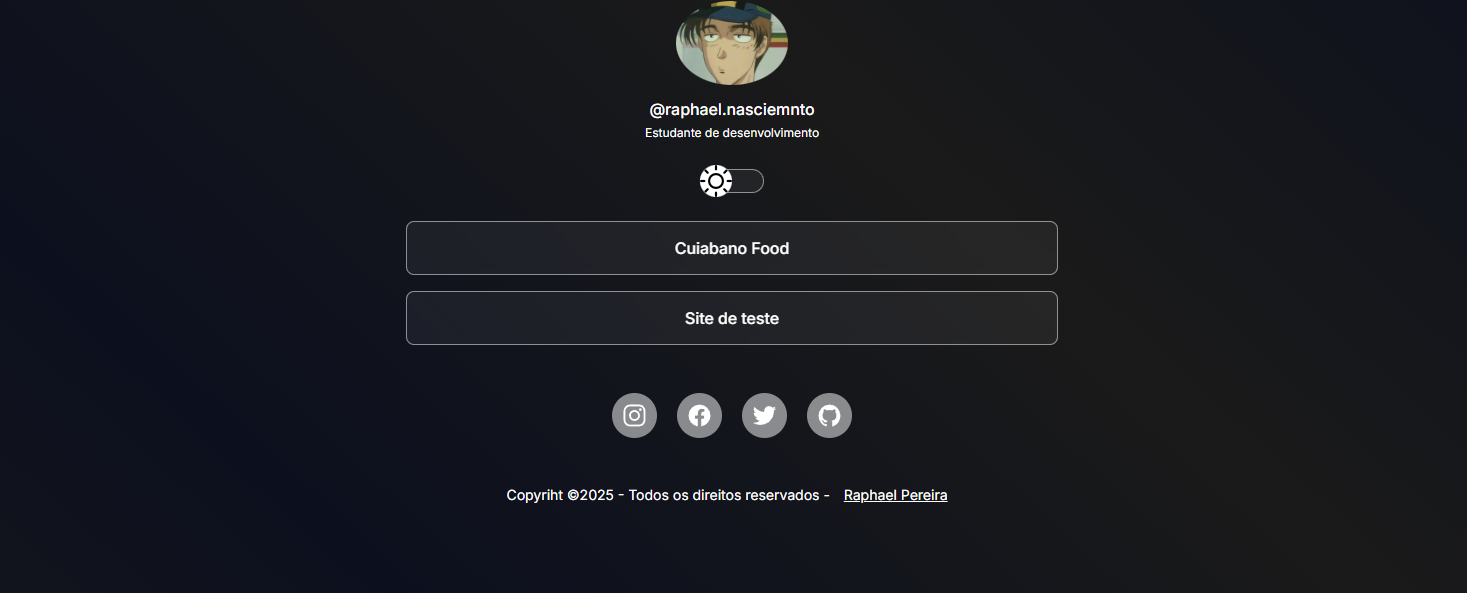 @raphael.nasciemnto
Estudante de desenvolvimento
Cuiabano Food
Site de teste
Copyriht ©2025 - Todos os direitos reservados - Raphael Pereira